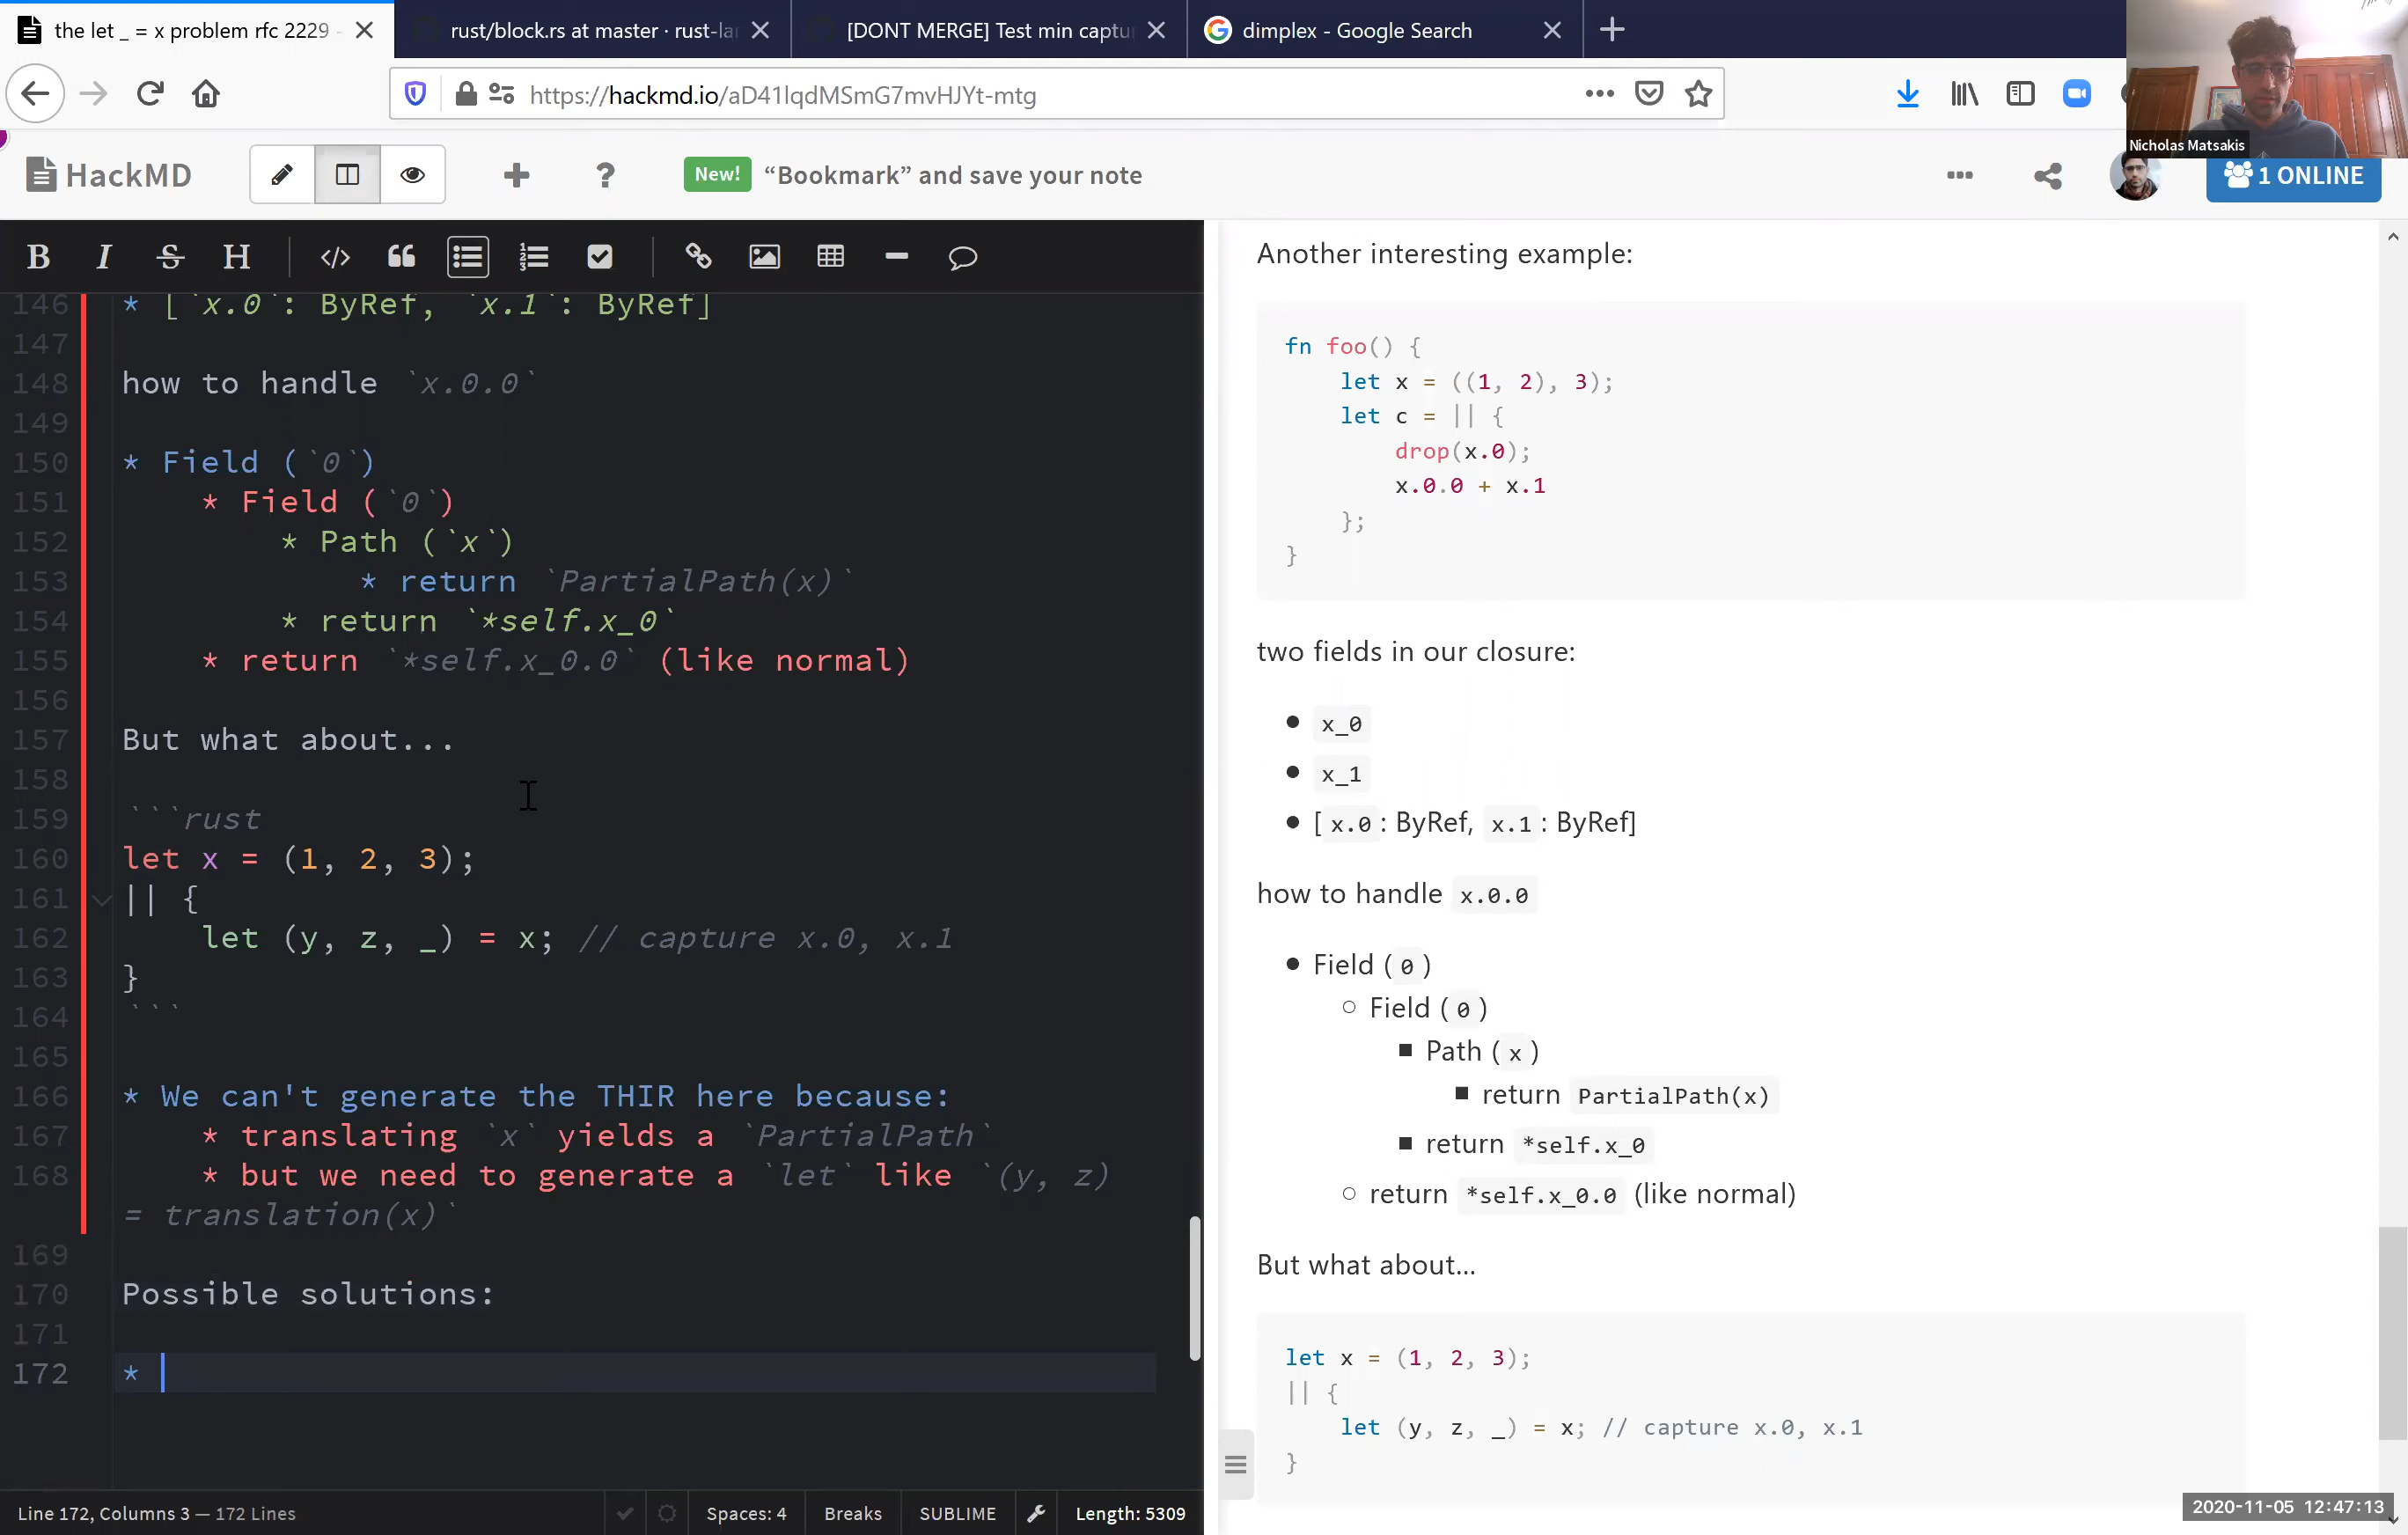 the let _ = x problem rfc 2229 -
rust/block.rs at master · rust-la
[DONT MERGE] Test min captu
dimplex - Google Search
https://hackmd.io/aD41lqdMSmG7mvHJYt-mtg
Nicholas Matsakis
HackMD
New! “Bookmark” and save your note
1 ONLINE
B I S H
146 * [`x.0`: ByRef, `x.1`: ByRef]
147
148 how to handle `x.0.0`
149
150 * Field (`0`)
151     * Field (`0`)
152         * Path (`x`)
153             * return `PartialPath(x)`
154         * return `*self.x_0`
155     * return `*self.x_0.0` (like normal)
156
157 But what about...
158
159 ```rust
160 let x = (1, 2, 3);
161 || {
162     let (y, z, _) = x; // capture x.0, x.1
163 }
164 ```
165
166 * We can't generate the THIR here because:
167     * translating `x` yields a `PartialPath`
168     * but we need to generate a `let` like `(y, z)
= translation(x)`
169
170 Possible solutions:
171
172 *
Line 172, Columns 3 — 172 Lines
Spaces: 4
Breaks
SUBLIME
Length: 5309
Another interesting example:
fn foo() {
    let x = ((1, 2), 3);
    let c = || {
        drop(x.0);
        x.0.0 + x.1
    };
}
two fields in our closure:
• x_0
• x_1
• [ x.0 : ByRef, x.1 : ByRef]
how to handle x.0.0
• Field ( 0 )
○ Field ( 0 )
■ Path ( x )
■ return PartialPath(x)
■ return *self.x_0
○ return *self.x_0.0 (like normal)
But what about…
let x = (1, 2, 3);
|| {
    let (y, z, _) = x; // capture x.0, x.1
}
2020-11-05 12:47:13